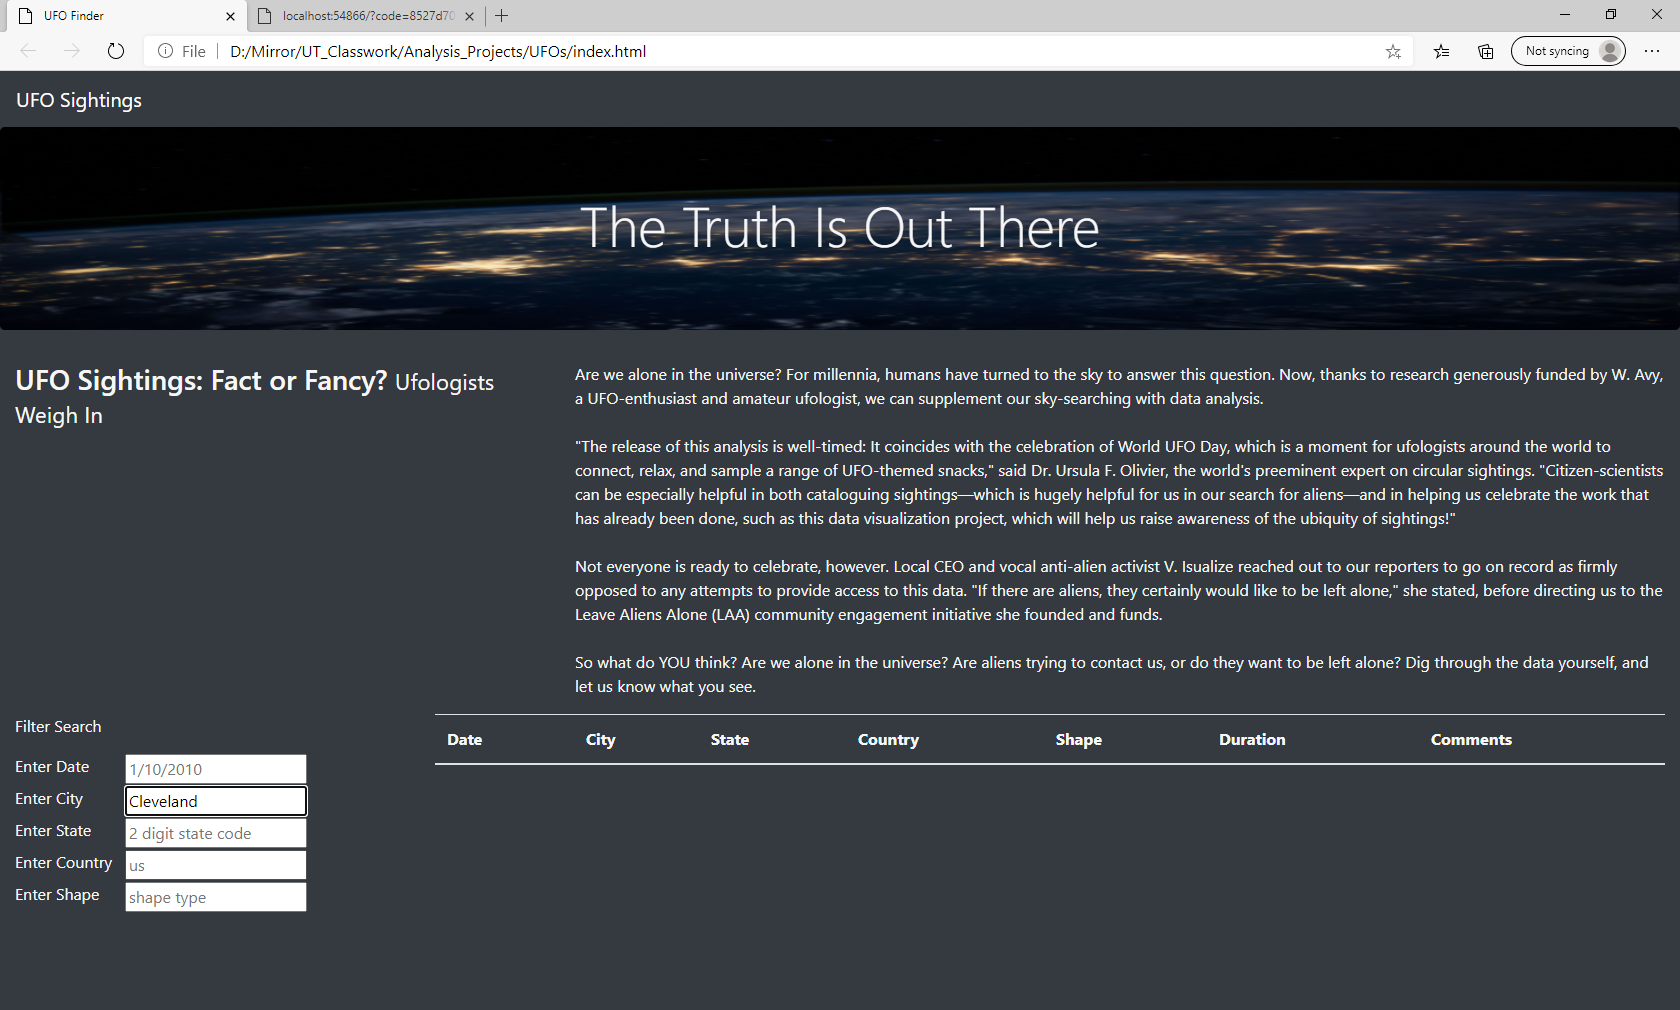 UFO Finder
localhost:54866/?code=8527d70
File
D:/Mirror/UT_Classwork/Analysis_Projects/UFOs/index.html
Not syncing
UFO Sightings
The Truth Is Out There
UFO Sightings: Fact or Fancy? Ufologists
Weigh In
Are we alone in the universe? For millennia, humans have turned to the sky to answer this question. Now, thanks to research generously funded by W. Avy,
a UFO-enthusiast and amateur ufologist, we can supplement our sky-searching with data analysis.
"The release of this analysis is well-timed: It coincides with the celebration of World UFO Day, which is a moment for ufologists around the world to
connect, relax, and sample a range of UFO-themed snacks," said Dr. Ursula F. Olivier, the world's preeminent expert on circular sightings. "Citizen-scientists
can be especially helpful in both cataloguing sightings—which is hugely helpful for us in our search for aliens—and in helping us celebrate the work that
has already been done, such as this data visualization project, which will help us raise awareness of the ubiquity of sightings!"
Not everyone is ready to celebrate, however. Local CEO and vocal anti-alien activist V. Isualize reached out to our reporters to go on record as firmly
opposed to any attempts to provide access to this data. "If there are aliens, they certainly would like to be left alone," she stated, before directing us to the
Leave Aliens Alone (LAA) community engagement initiative she founded and funds.
So what do YOU think? Are we alone in the universe? Are aliens trying to contact us, or do they want to be left alone? Dig through the data yourself, and
let us know what you see.
Filter Search
Enter Date 1/10/2010
Enter City Cleveland
Enter State 2 digit state code
Enter Country us
Enter Shape shape type
Date City State Country Shape Duration Comments